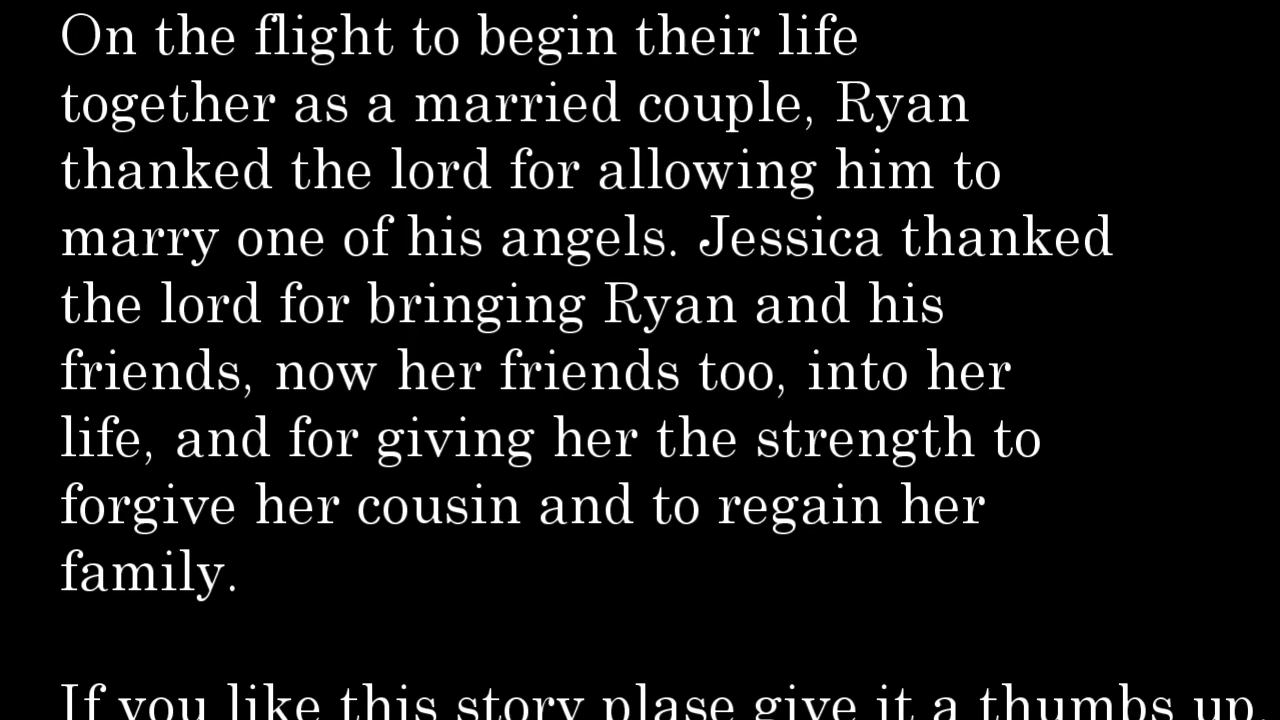 On the flight to begin their life
together as a married couple, Ryan
thanked the lord for allowing him to
marry one of his angels. Jessica thanked
the lord for bringing Ryan and his
friends, now her friends too, into her
life, and for giving her the strength to
forgive her cousin and to regain her
family.
If you like this story plase give it a thumbs up